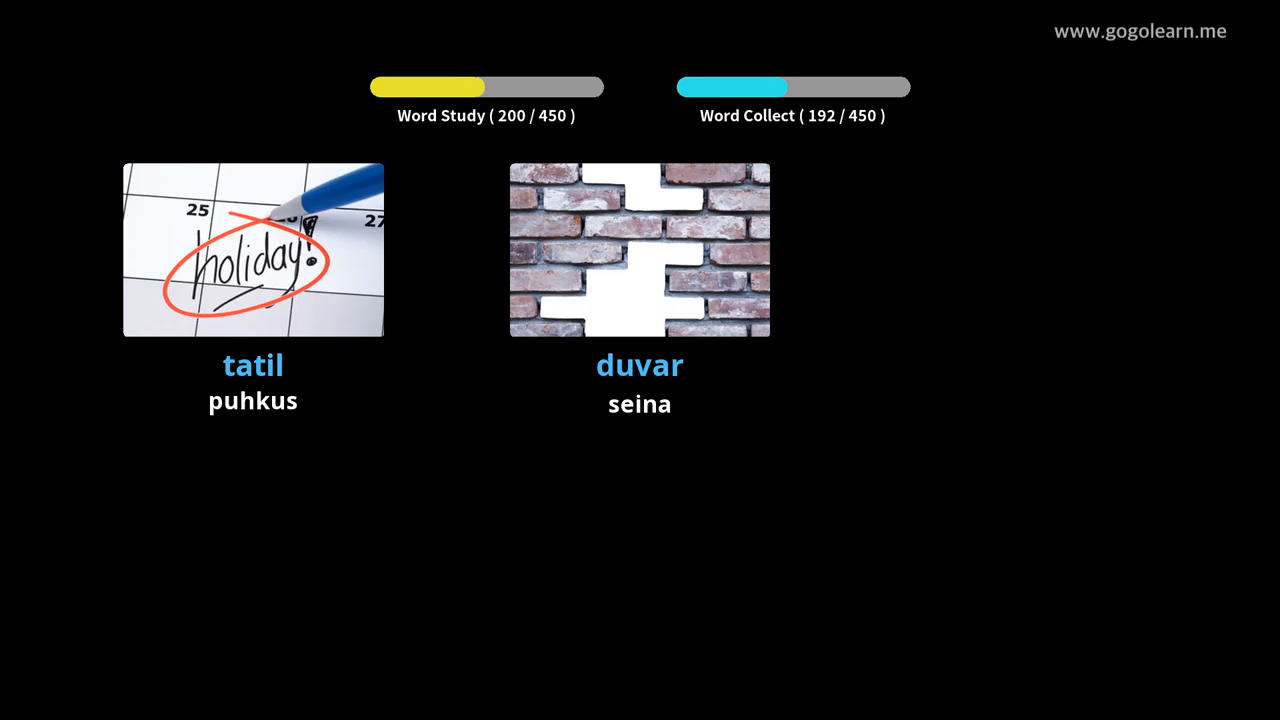 www.gogolearn.me
Word Study ( 200 / 450 )
Word Collect ( 192 / 450 )
25
27
holiday!
tatil
duvar
puhkus
seina